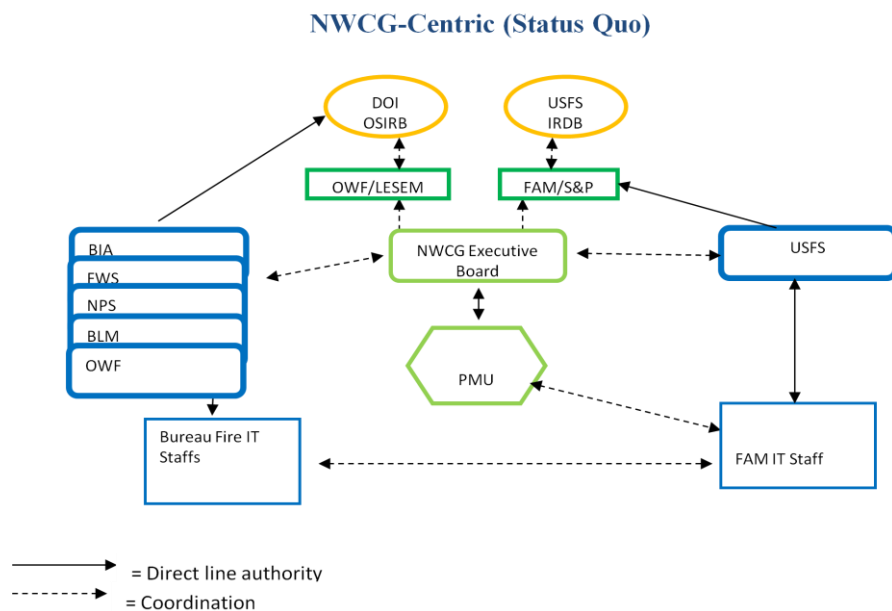 NWCG-Centric (Status Quo)
DOI
OSIRB
USFS
IRDB
OWF/LESEM
FAM/S&P
BIA
FWS
NPS
BLM
OWF
NWCG Executive
Board
USFS
PMU
Bureau Fire IT
Staffs
FAM IT Staff
= Direct line authority
= Coordination